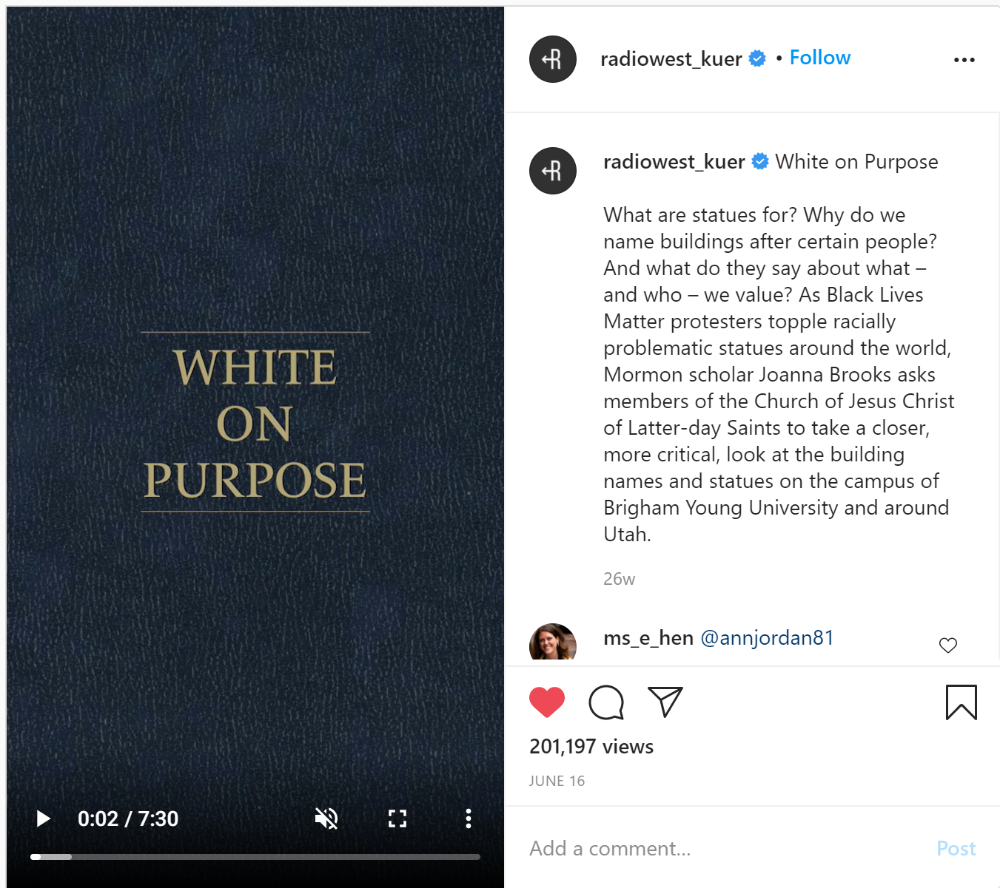 WHITE
ON
PURPOSE
0:02 / 7:30
radiowest_kuer • Follow
radiowest_kuer White on Purpose
What are statues for? Why do we
name buildings after certain people?
And what do they say about what –
and who – we value? As Black Lives
Matter protesters topple racially
problematic statues around the world,
Mormon scholar Joanna Brooks asks
members of the Church of Jesus Christ
of Latter-day Saints to take a closer,
more critical, look at the building
names and statues on the campus of
Brigham Young University and around
Utah.
26w
ms_e_hen @annjordan81
201,197 views
JUNE 16
Add a comment... Post